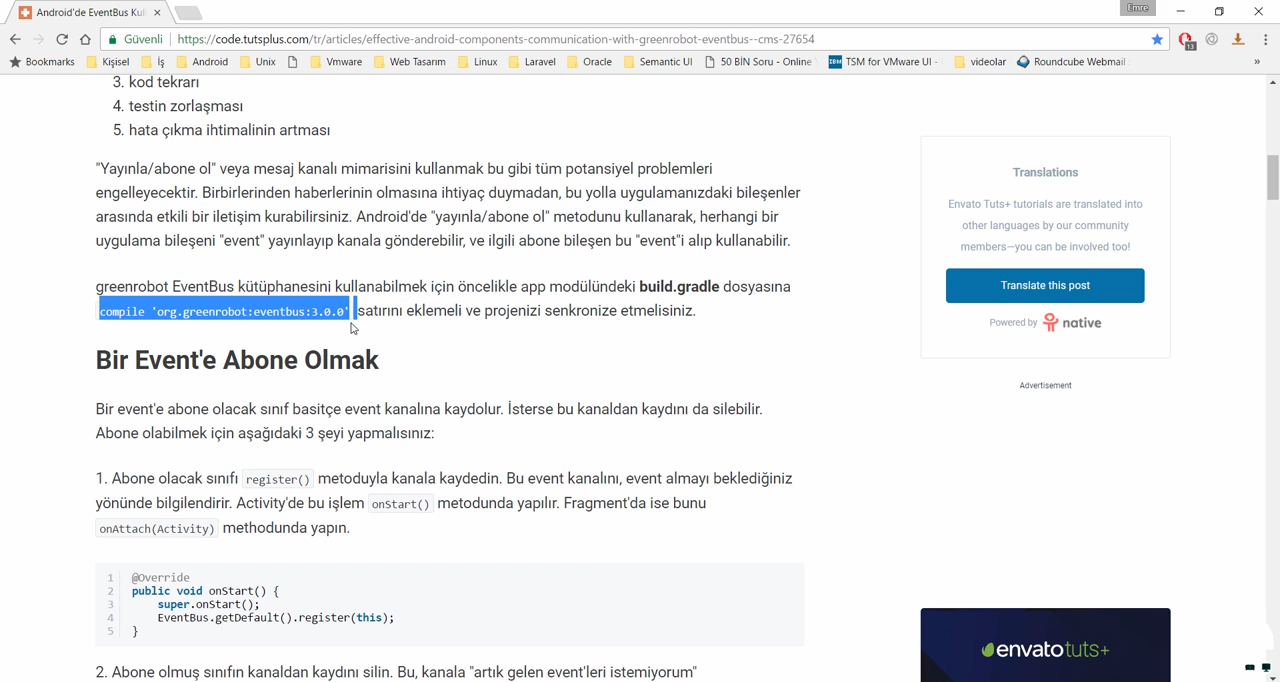 Android'de EventBus Kul
Emre
Güvenli
https://code.tutsplus.com/tr/articles/effective-android-components-communication-with-greenrobot-eventbus--cms-27654
13
Bookmarks Kişisel İş Android Unix Vmware Web Tasarım Linux Laravel Oracle Semantic UI 50 BİN Soru - Online IBM TSM for VMware UI - videolar Roundcube Webmail »
3. kod tekrarı
4. testin zorlaşması
5. hata çıkma ihtimalinin artması
"Yayınla/abone ol" veya mesaj kanalı mimarisini kullanmak bu gibi tüm potansiyel problemleri
engelleyecektir. Birbirlerinden haberlerinin olmasına ihtiyaç duymadan, bu yolla uygulamanızdaki bileşenler
arasında etkili bir iletişim kurabilirsiniz. Android'de "yayınla/abone ol" metodunu kullanarak, herhangi bir
uygulama bileşeni "event" yayınlayıp kanala gönderebilir, ve ilgili abone bileşen bu "event"i alıp kullanabilir.
greenrobot EventBus kütüphanesini kullanabilmek için öncelikle app modülündeki build.gradle dosyasına
compile 'org.greenrobot:eventbus:3.0.0' satırını eklemeli ve projenizi senkronize etmelisiniz.
Bir Event'e Abone Olmak
Bir event'e abone olacak sınıf basitçe event kanalına kaydolur. İsterse bu kanaldan kaydını da silebilir.
Abone olabilmek için aşağıdaki 3 şeyi yapmalısınız:
1. Abone olacak sınıfı register() metoduyla kanala kaydedin. Bu event kanalını, event almayı beklediğiniz
yönünde bilgilendirir. Activity'de bu işlem onStart() metodunda yapılır. Fragment'da ise bunu
onAttach(Activity) methodunda yapın.
1 @Override
2 public void onStart() {
3 super.onStart();
4 EventBus.getDefault().register(this);
5 }
2. Abone olmuş sınıfın kanaldan kaydını silin. Bu, kanala "artık gelen event'leri istemiyorum"
Translations
Envato Tuts+ tutorials are translated into
other languages by our community
members—you can be involved too!
Translate this post
Powered by native
Advertisement
envatotuts+